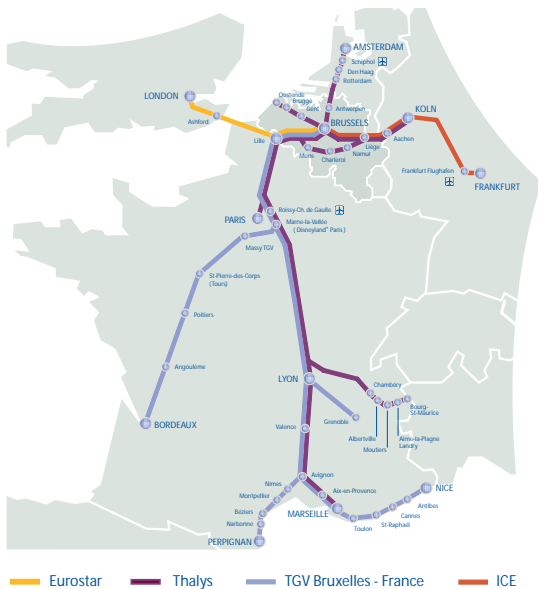 AMSTERDAM
Schiphol
Den Haag
Rotterdam
LONDON
Oostende
Brugge
Gent
Antwerpen
KOLN
Ashford
BRUSSELS
Lille
Aachen
Liège
Mons
Charleroi
Namur
Frankfurt Flughafen
FRANKFURT
Roissy-Ch. de Gaulle
PARIS
Marne-la-Vallée
( Disneyland® Paris )
Massy TGV
St-Pierre-des-Corps
(Tours)
Poitiers
Angoulème
LYON
Chambéry
Bourg-
St-Maurice
BORDEAUX
Grenoble
Valence
Albertville
Aime-la-Plagne
Landry
Moutiers
Avignon
Nimes
Aix-en-Provence
NICE
Montpellier
Antibes
Béziers
MARSEILLE
Cannes
Narbonne
St-Raphaël
Toulon
PERPIGNAN
Eurostar
Thalys
TGV Bruxelles - France
ICE